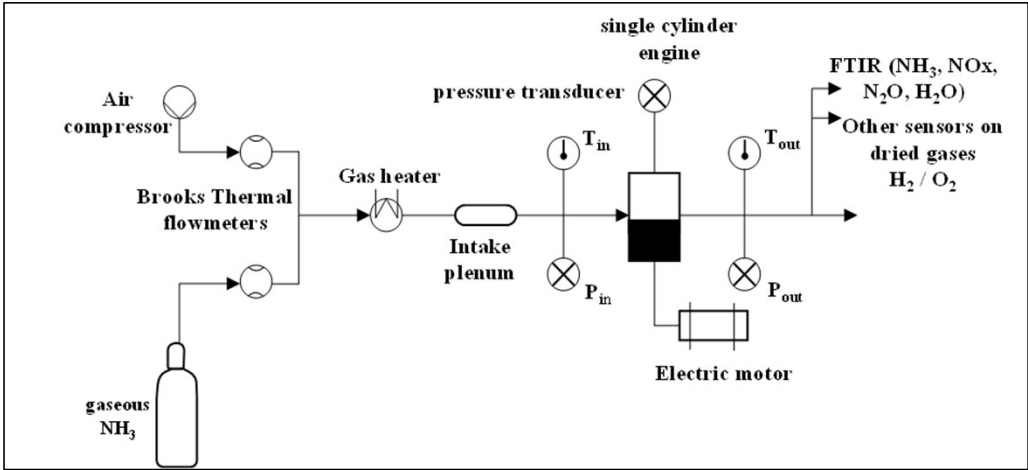 single cylinder
engine
pressure transducer
FTIR (NH₃, NOx,
N₂O, H₂O)
Other sensors on
dried gases
H₂ / O₂
Air
compressor
Tin
Tout
Gas heater
Brooks Thermal
flowmeters
Intake
plenum
Pin
Pout
Electric motor
gaseous
NH₃